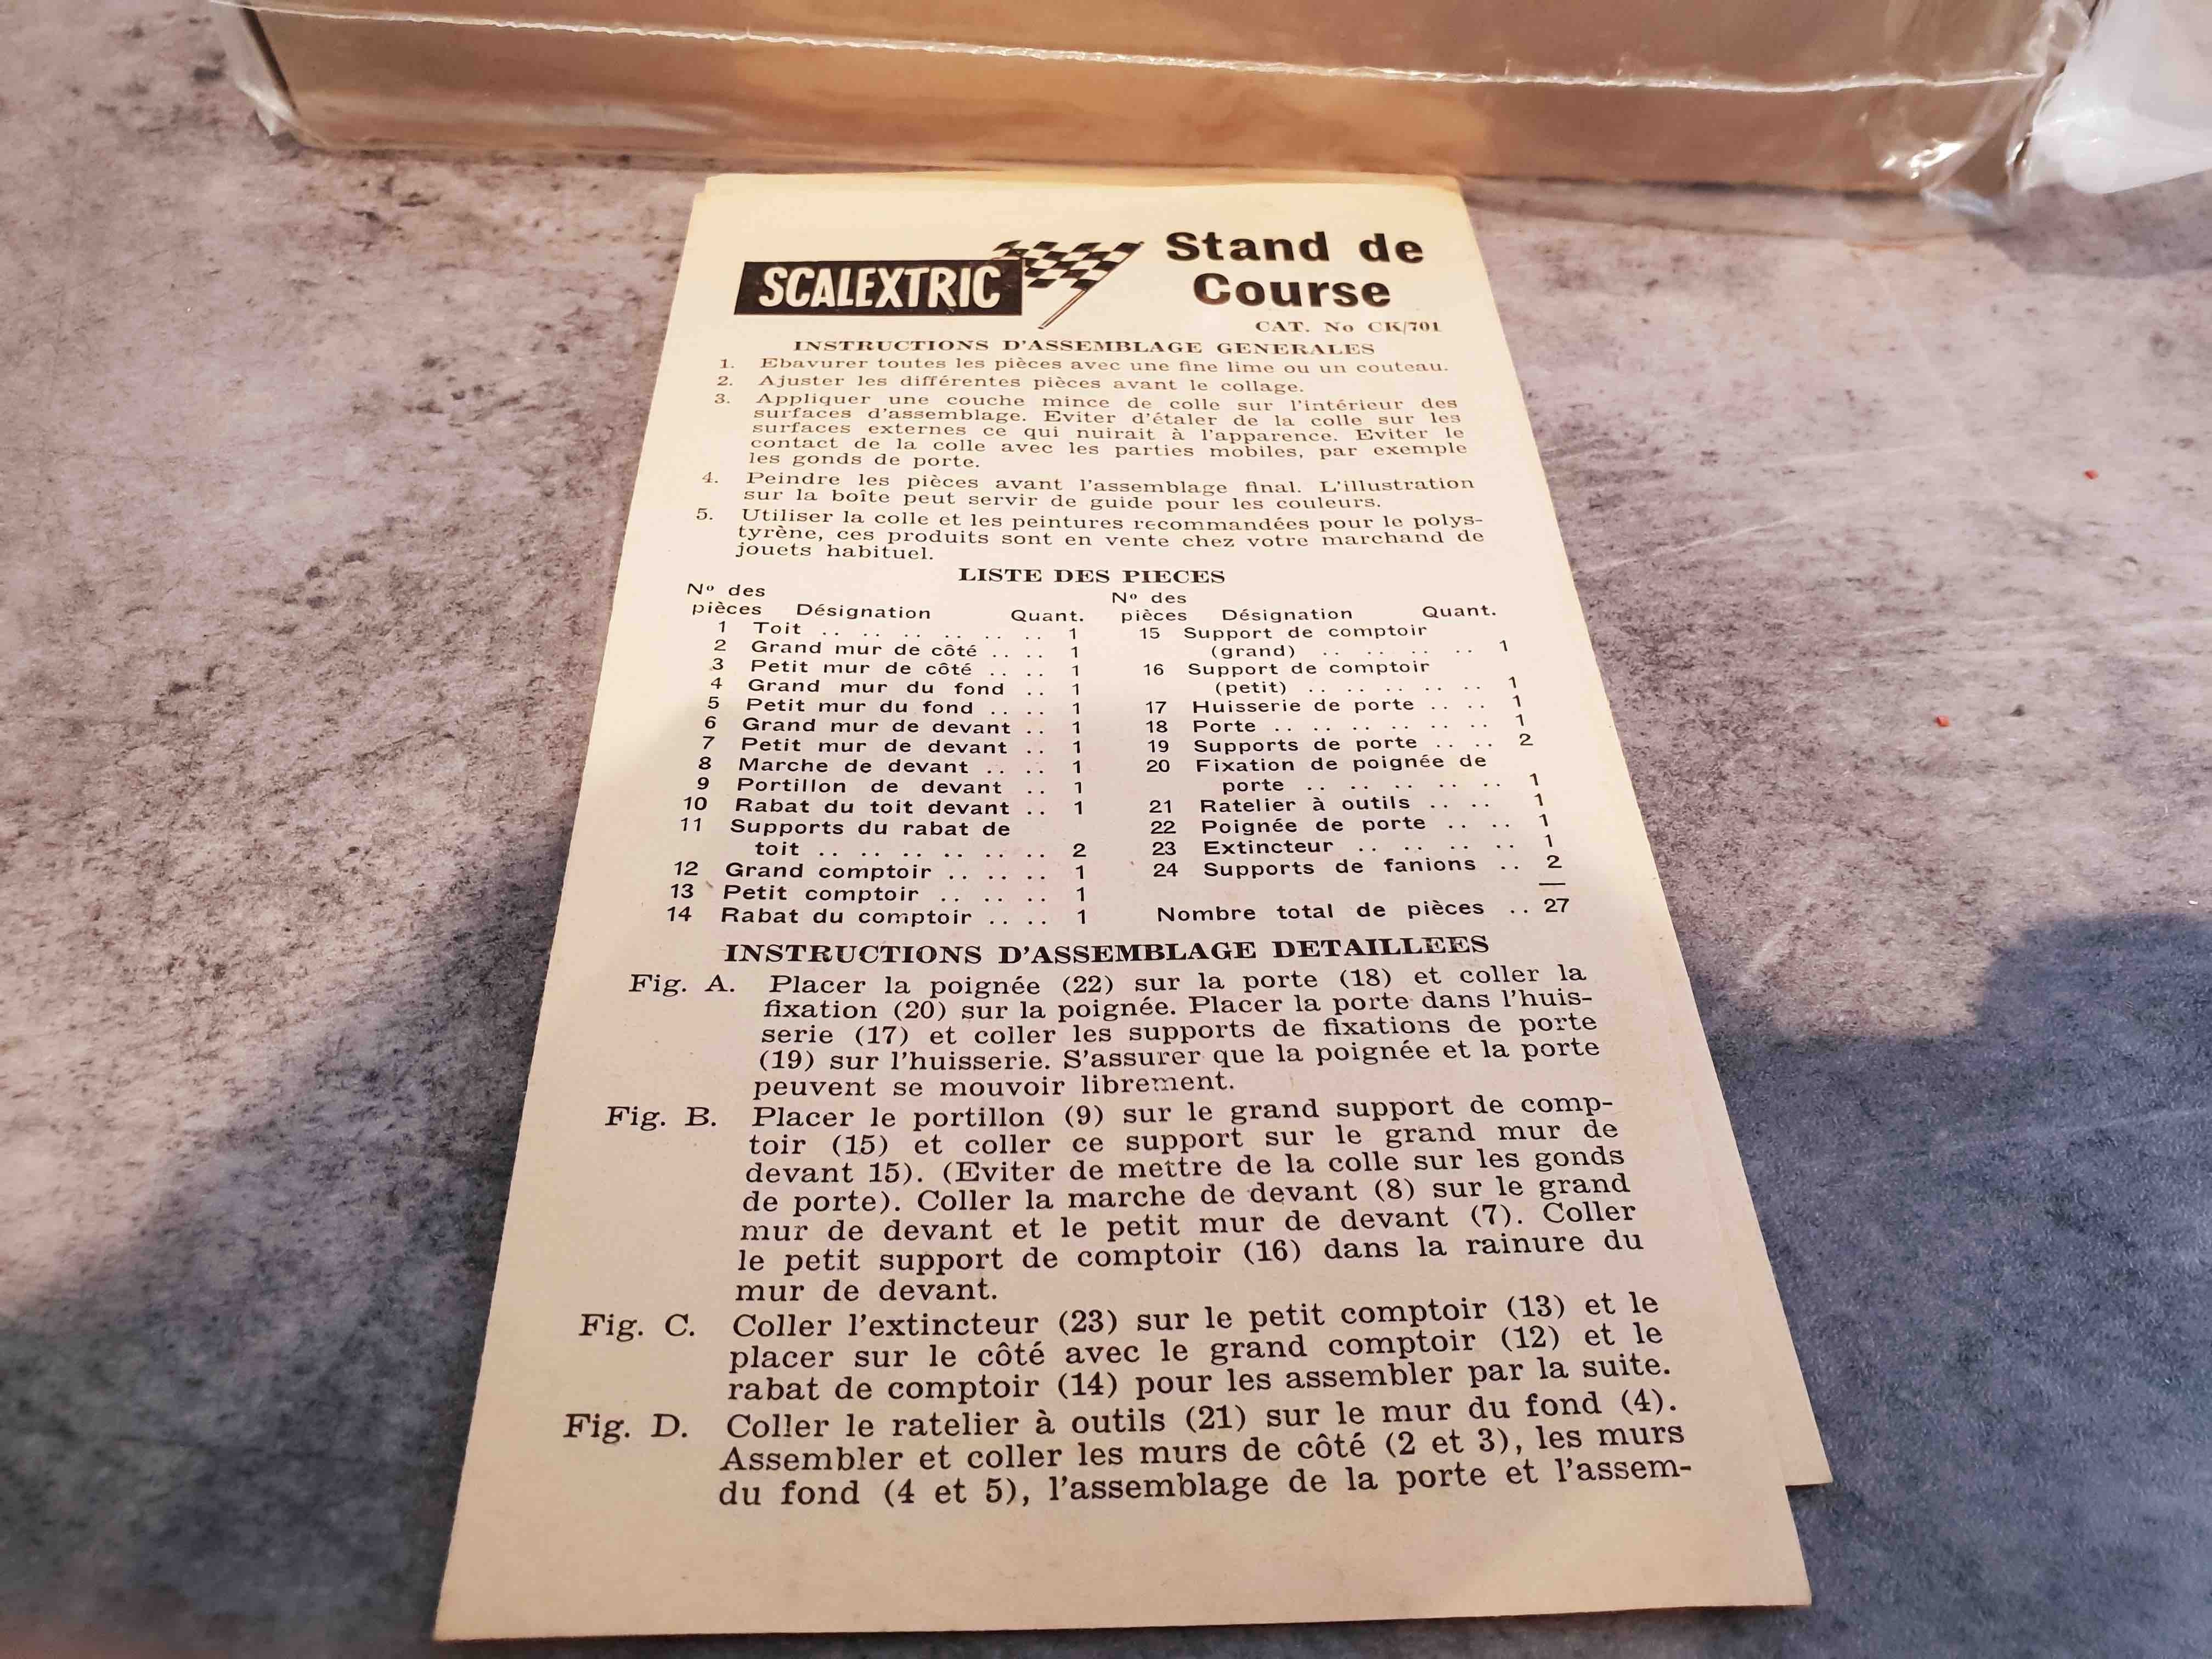 SCALEXTRIC
Stand de
Course
CAT. No CK/701
INSTRUCTIONS D'ASSEMBLAGE GENERALES
1. Ebavurer toutes les pièces avec une fine lime ou un couteau.
2. Ajuster les différentes pièces avant le collage.
3. Appliquer une couche mince de colle sur l'intérieur des
surfaces d'assemblage. Eviter d'étaler de la colle sur les
surfaces externes ce qui nuirait à l'apparence. Eviter le
contact de la colle avec les parties mobiles, par exemple
les gonds de porte.
4. Peindre les pièces avant l'assemblage final. L'illustration
sur la boîte peut servir de guide pour les couleurs.
5. Utiliser la colle et les peintures recommandées pour le polys-
tyrène, ces produits sont en vente chez votre marchand de
jouets habituel.
LISTE DES PIECES
Nº des
pièces Désignation Quant.
1 Toit .. .. .. .. .. .. 1
2 Grand mur de côté .. .. 1
3 Petit mur de côté .. .. 1
4 Grand mur du fond .. 1
5 Petit mur du fond .. .. 1
6 Grand mur de devant .. 1
7 Petit mur de devant .. 1
8 Marche de devant .. .. 1
9 Portillon de devant .. 1
10 Rabat du toit devant .. 1
11 Supports du rabat de
toit .. .. .. .. .. .. 2
12 Grand comptoir .. .. .. 1
13 Petit comptoir .. .. .. 1
14 Rabat du comptoir .. .. 1
Nº des
pièces Désignation Quant.
15 Support de comptoir
(grand) .. .. .. .. 1
16 Support de comptoir
(petit) .. .. .. .. .. 1
17 Huisserie de porte .. .. 1
18 Porte .. .. .. .. .. .. 1
19 Supports de porte .. .. 2
20 Fixation de poignée de
porte .. .. .. .. .. 1
21 Ratelier à outils .. .. 1
22 Poignée de porte .. .. 1
23 Extincteur .. .. .. .. 1
24 Supports de fanions .. 2
Nombre total de pièces .. 27
INSTRUCTIONS D'ASSEMBLAGE DETAILLEES
Fig. A. Placer la poignée (22) sur la porte (18) et coller la
fixation (20) sur la poignée. Placer la porte dans l'huis-
serie (17) et coller les supports de fixations de porte
(19) sur l'huisserie. S'assurer que la poignée et la porte
peuvent se mouvoir librement.
Fig. B. Placer le portillon (9) sur le grand support de comp-
toir (15) et coller ce support sur le grand mur de
devant 15). (Eviter de mettre de la colle sur les gonds
de porte). Coller la marche de devant (8) sur le grand
mur de devant et le petit mur de devant (7). Coller
le petit support de comptoir (16) dans la rainure du
mur de devant.
Fig. C. Coller l'extincteur (23) sur le petit comptoir (13) et le
placer sur le côté avec le grand comptoir (12) et le
rabat de comptoir (14) pour les assembler par la suite.
Fig. D. Coller le ratelier à outils (21) sur le mur du fond (4).
Assembler et coller les murs de côté (2 et 3), les murs
du fond (4 et 5), l'assemblage de la porte et l'assem-